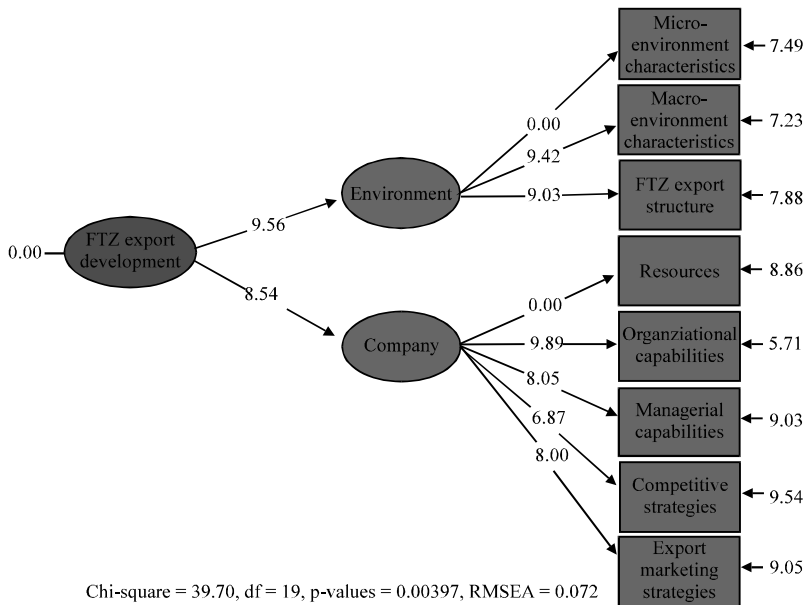 Micro-
environment
characteristics
7.49
0.00
Macro-
environment
characteristics
7.23
9.42
Environment
9.03
FTZ export
structure
7.88
9.56
0.00
FTZ export
development
8.54
Resources
8.86
0.00
Company
9.89
Organziational
capabilities
5.71
8.05
Managerial
capabilities
9.03
6.87
8.00
Competitive
strategies
9.54
Export
marketing
strategies
9.05
Chi-square = 39.70, df = 19, p-values = 0.00397, RMSEA = 0.072